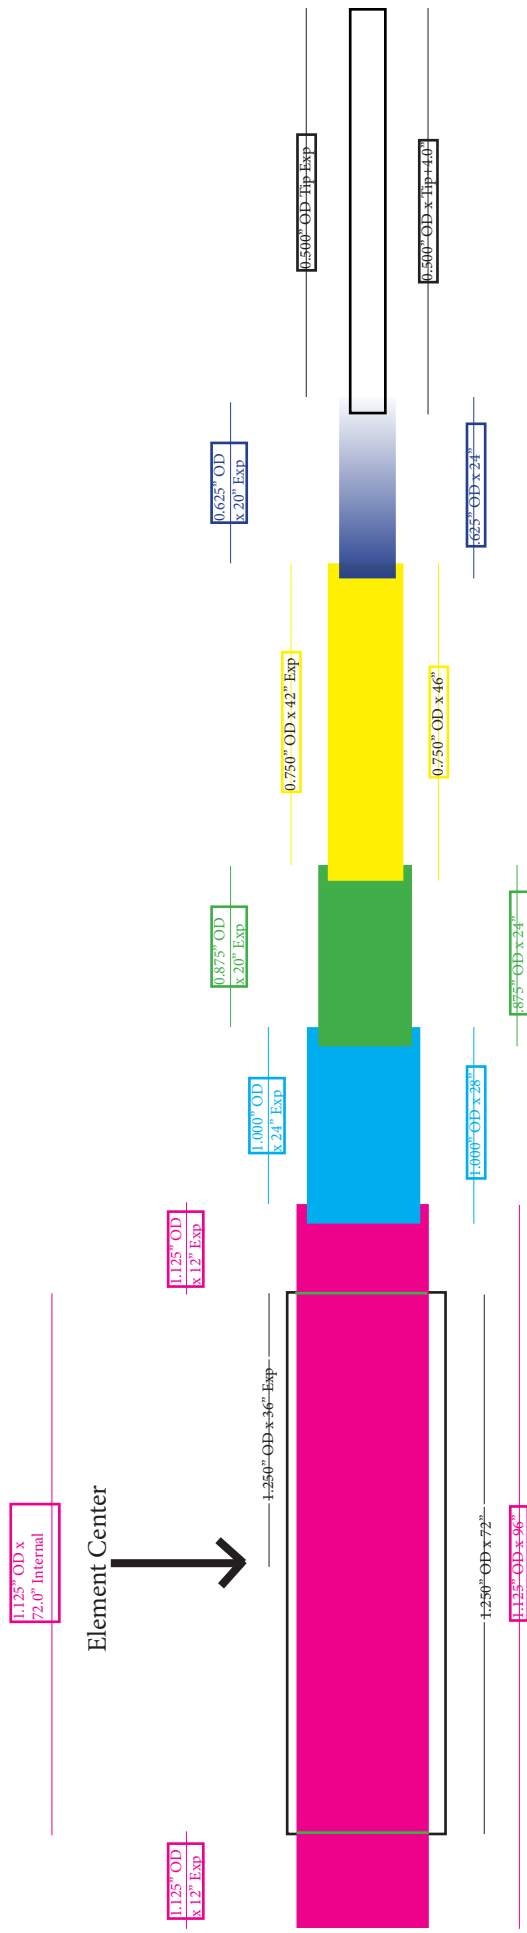 1.125” OD x
72.0” Internal
Element Center
1.125” OD
x 12” Exp
1.125” OD
x 12” Exp
1.250” OD x 36” Exp
1.000” OD
x 24” Exp
0.875” OD
x 20” Exp
0.750” OD x 42” Exp
0.625” OD
x 20” Exp
0.500” OD Tip Exp
1.125” OD x 96”
1.250” OD x 72”
1.000” OD x 28”
.875” OD x 24”
0.750” OD x 46”
.625” OD x 24”
0.500” OD x Tip+4.0”